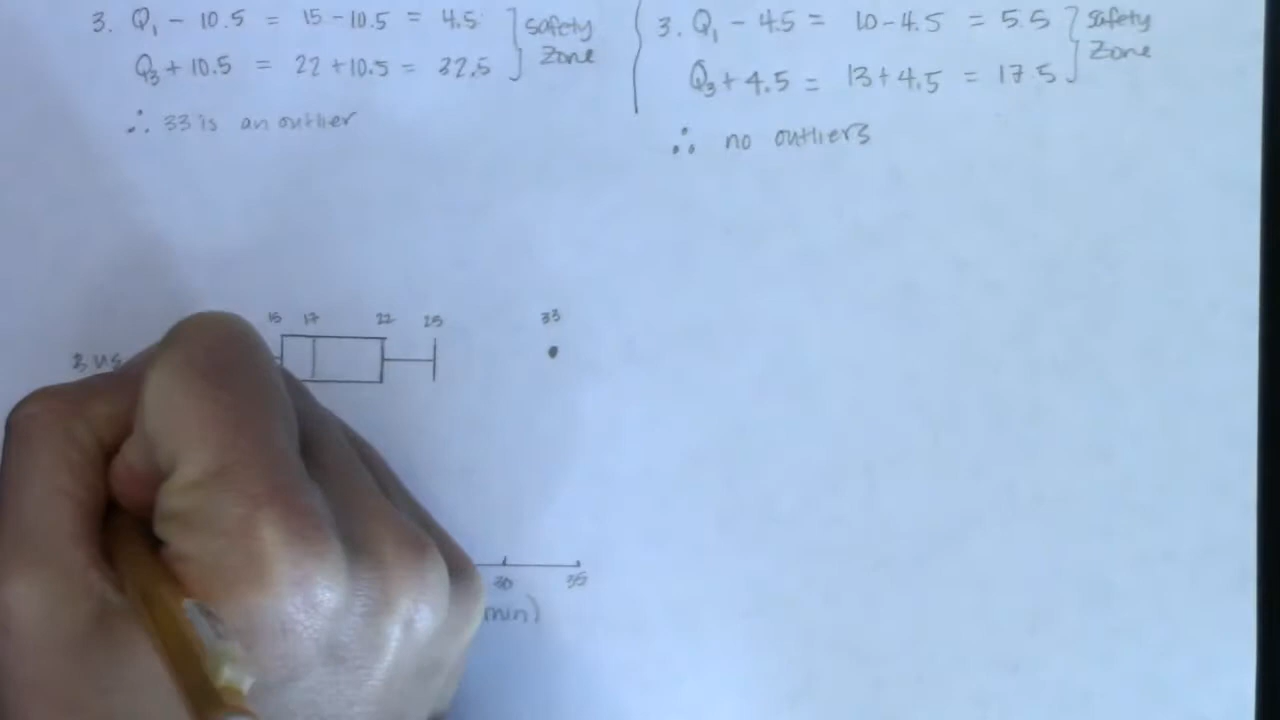 3. Q₁ - 10.5 = 15 - 10.5 = 4.5 ] Safety
Q₃ + 10.5 = 22 + 10.5 = 32.5 ] Zone
∴ 33 is an outlier
3. Q₁ - 4.5 = 10 - 4.5 = 5.5 ] Safety
Q₃ + 4.5 = 13 + 4.5 = 17.5 ] Zone
∴ no outliers
15 17 22 25 33
Bus
30 35
min)